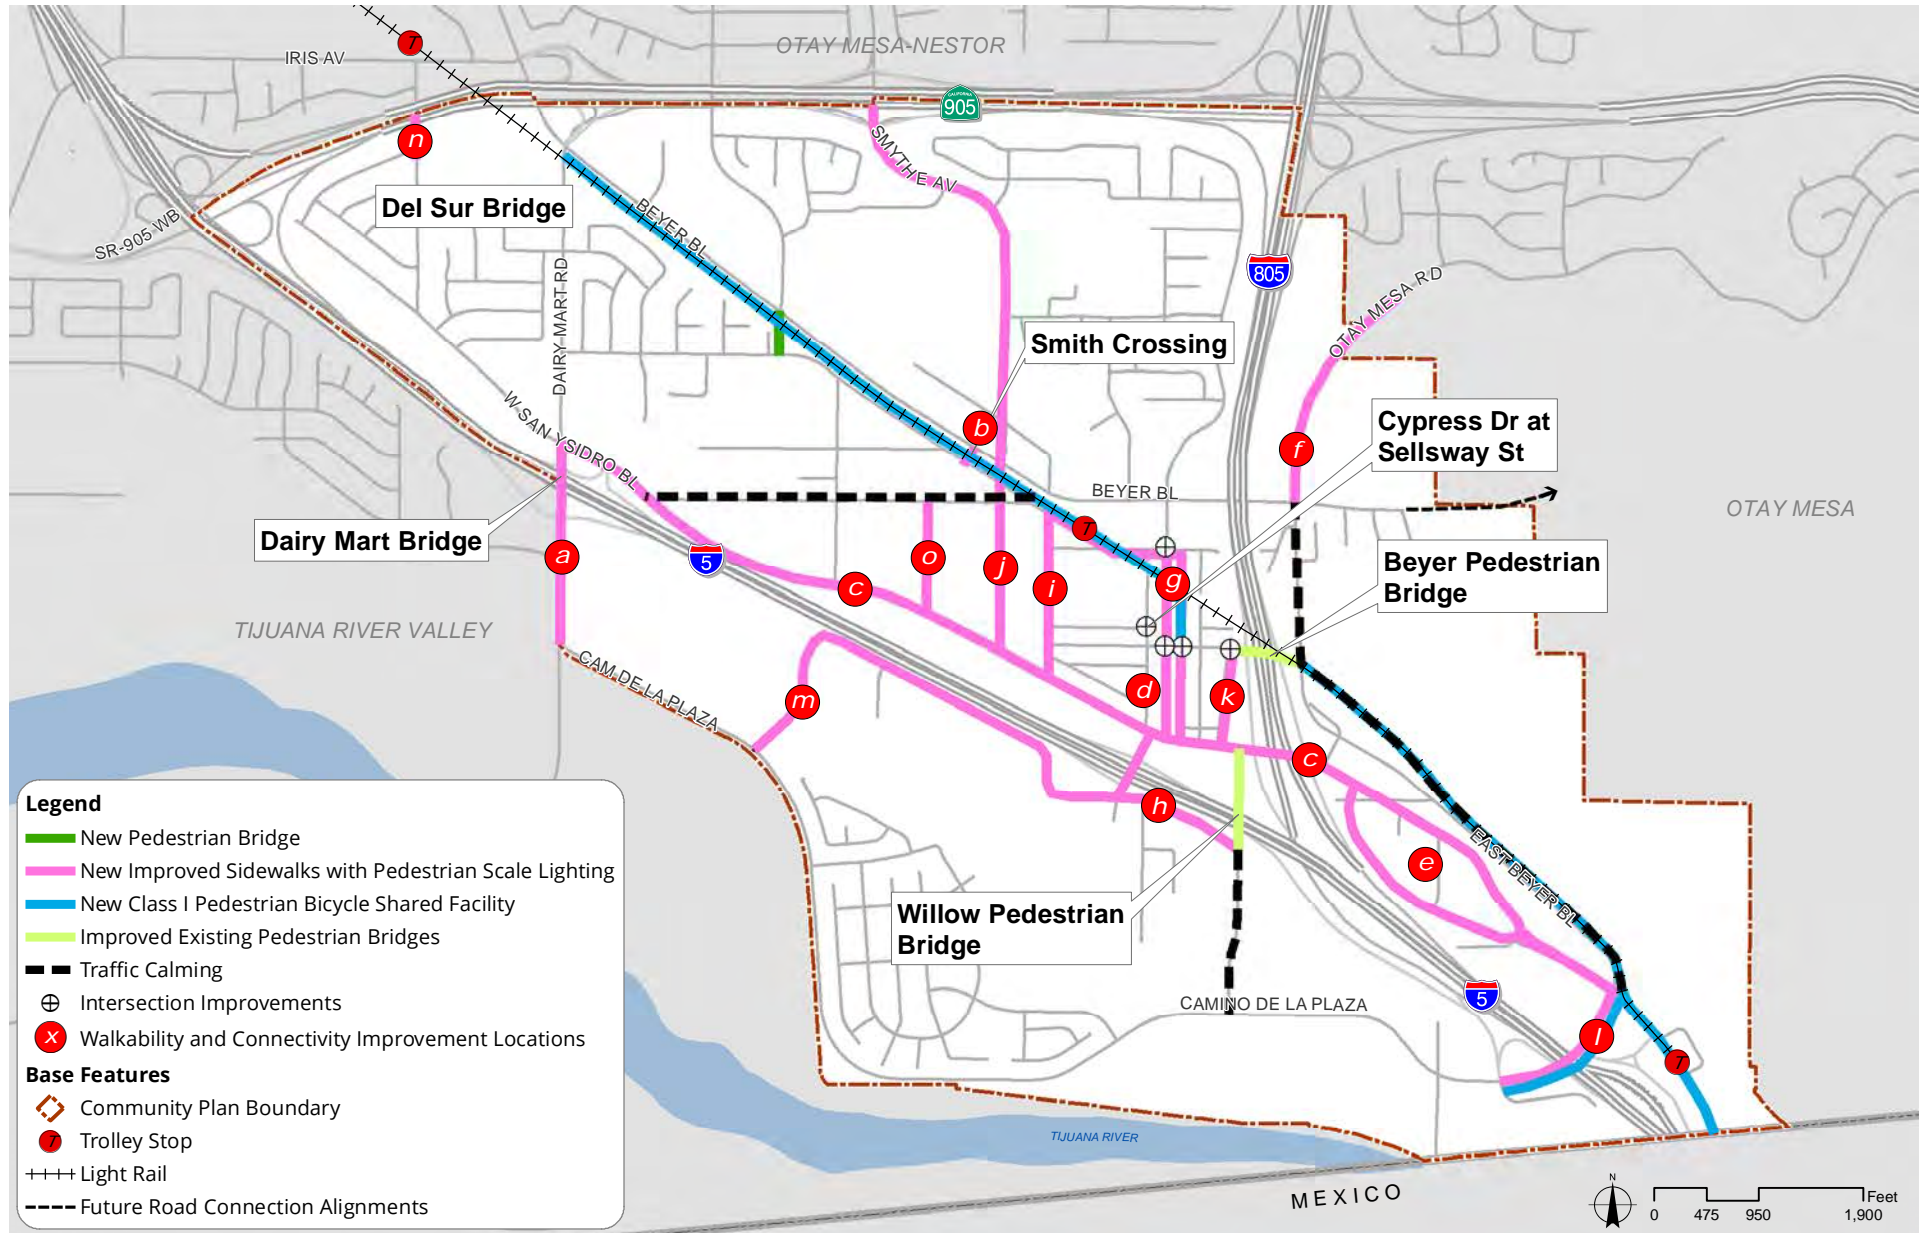 IRIS AV
OTAY MESA-NESTOR
T
CALIFORNIA
905
n
SMYTHE AV
Del Sur Bridge
SR-905 WB
BEYER BL
DAIRY MART RD
805
OTAY MESA RD
Smith Crossing
W SAN YSIDRO BL
b
Cypress Dr at
Sellsway St
f
BEYER BL
OTAY MESA
T
Dairy Mart Bridge
a
5
o
j
i
c
g
Beyer Pedestrian
Bridge
TIJUANA RIVER VALLEY
CAM DE LA PLAZA
m
d
k
c
h
e
EAST BEYER BL
Willow Pedestrian
Bridge
CAMINO DE LA PLAZA
5
l
T
TIJUANA RIVER
MEXICO
Legend
New Pedestrian Bridge
New Improved Sidewalks with Pedestrian Scale Lighting
New Class I Pedestrian Bicycle Shared Facility
Improved Existing Pedestrian Bridges
Traffic Calming
Intersection Improvements
x Walkability and Connectivity Improvement Locations
Base Features
Community Plan Boundary
T Trolley Stop
Light Rail
Future Road Connection Alignments
N
Feet
0 475 950 1,900